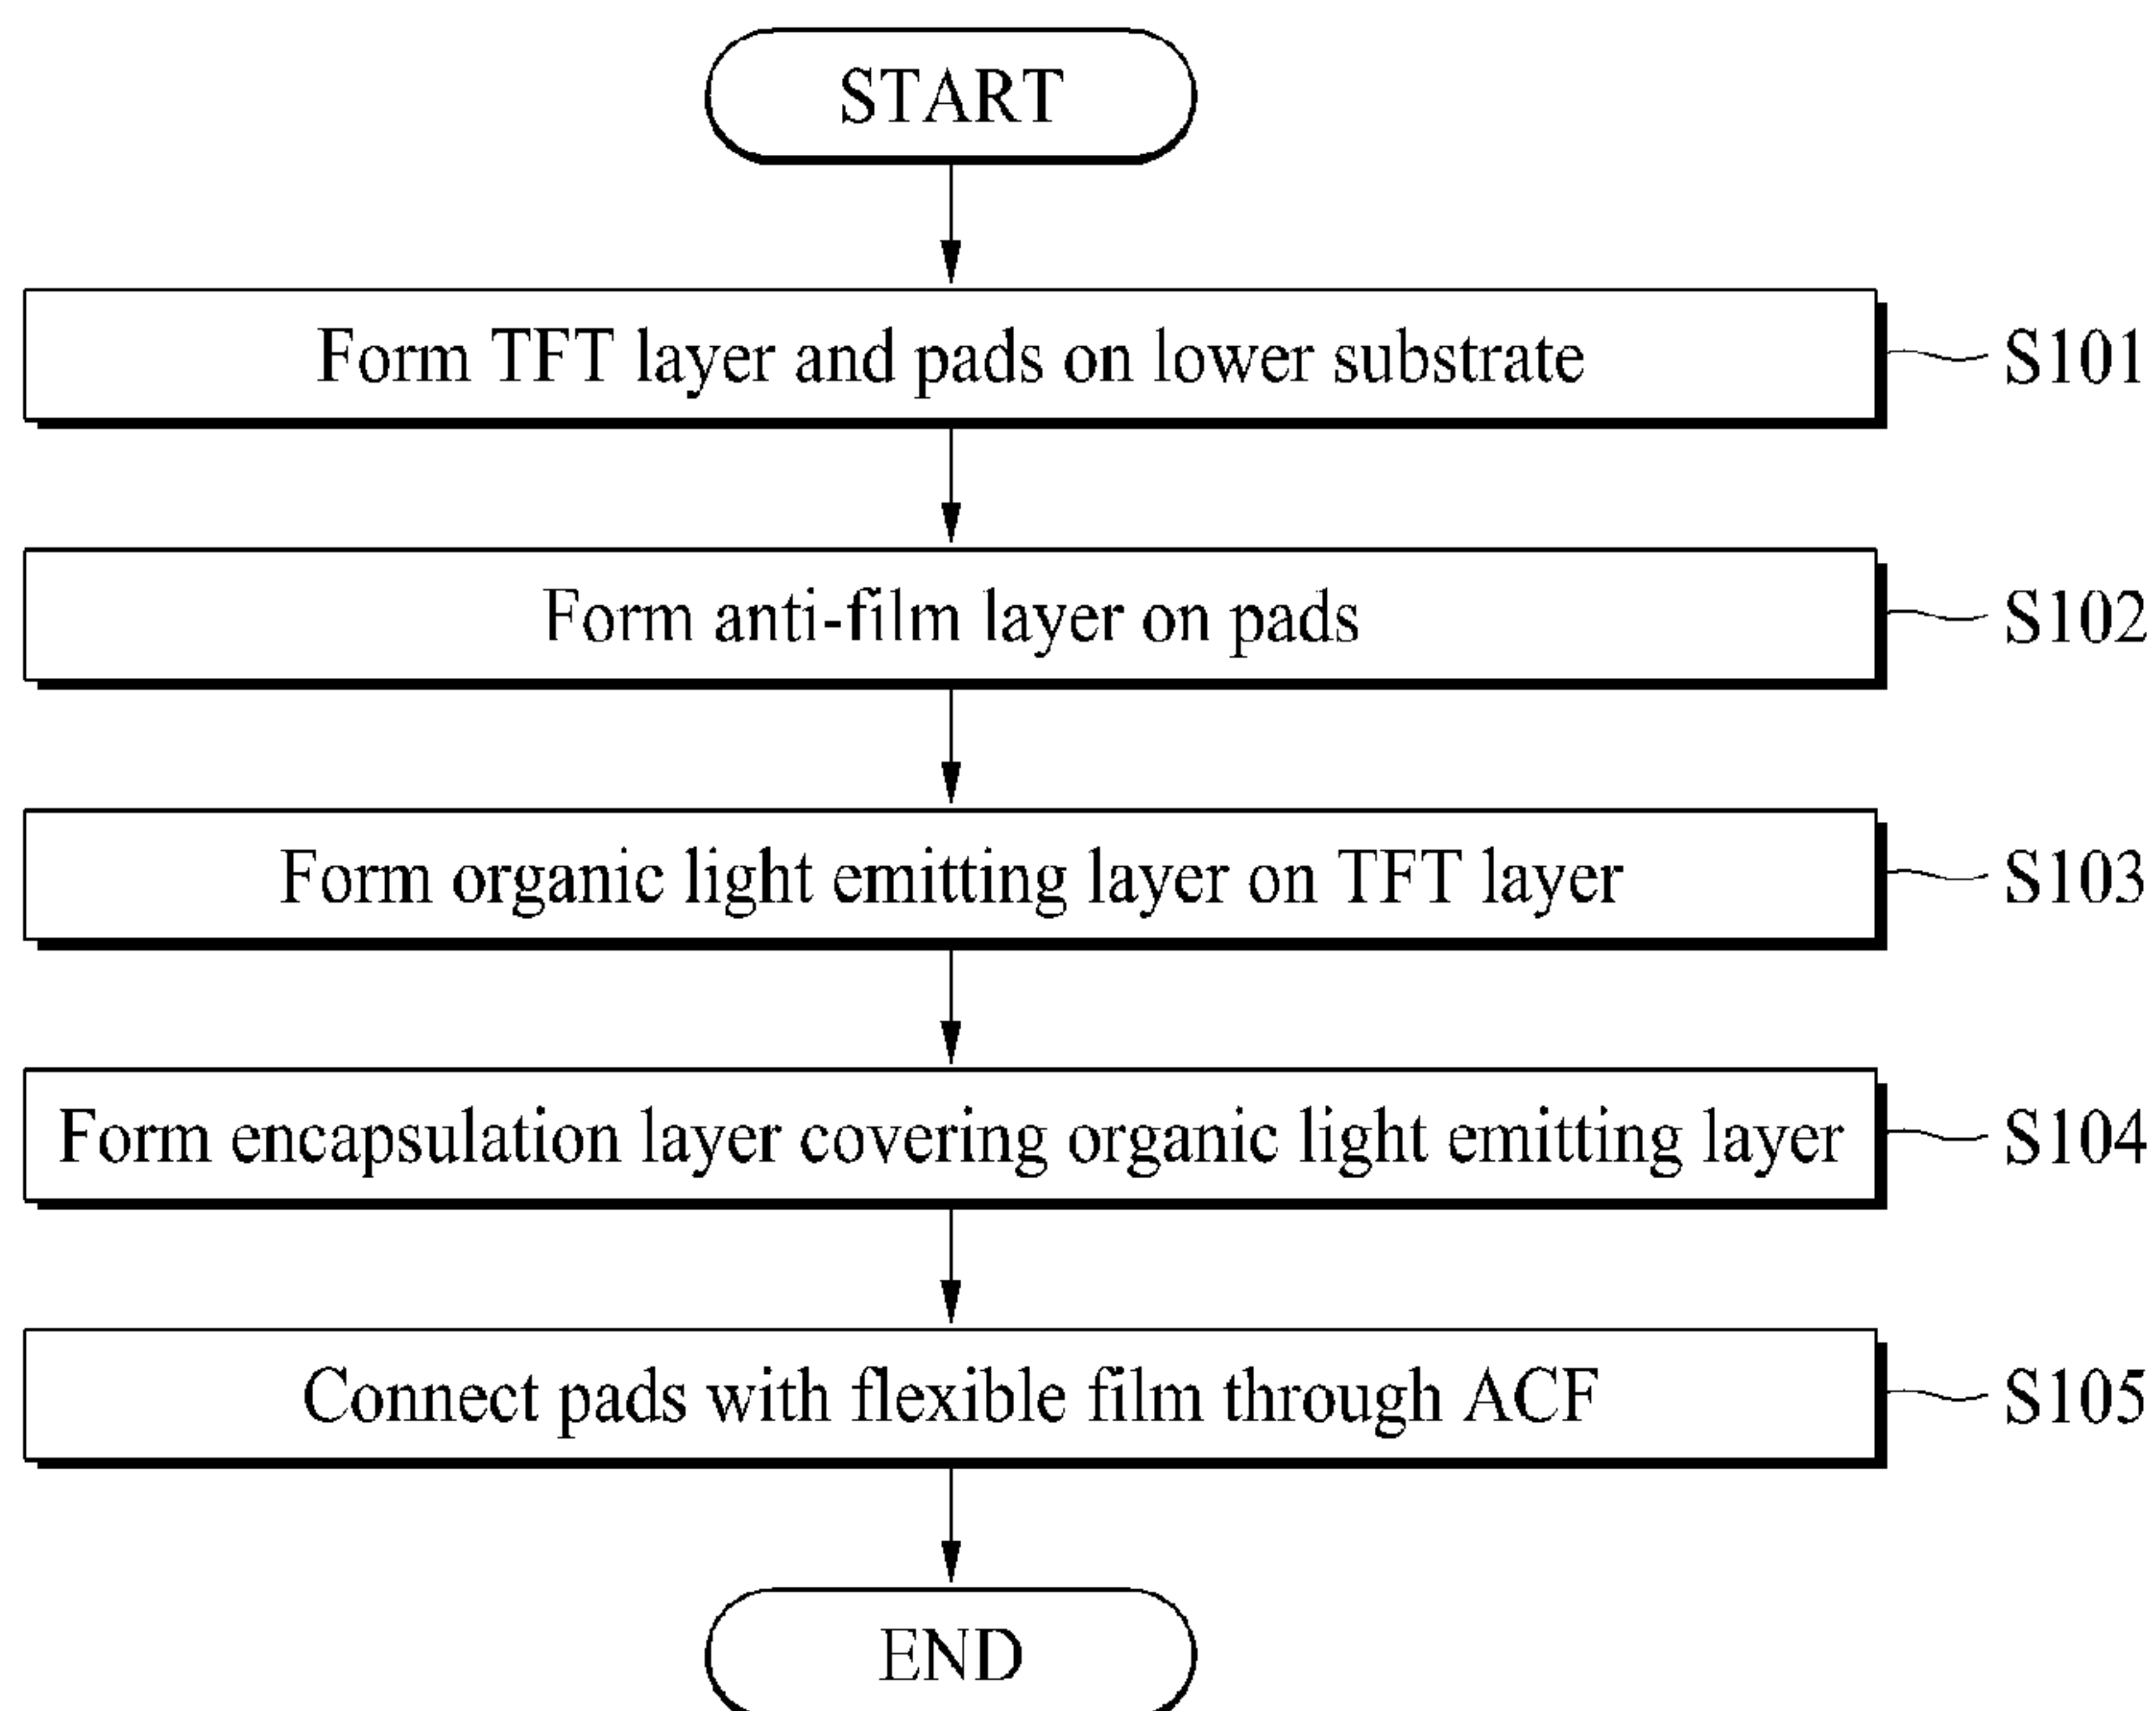 START
Form TFT layer and pads on lower substrate S101
Form anti-film layer on pads S102
Form organic light emitting layer on TFT layer S103
Form encapsulation layer covering organic light emitting layer S104
Connect pads with flexible film through ACF S105
END